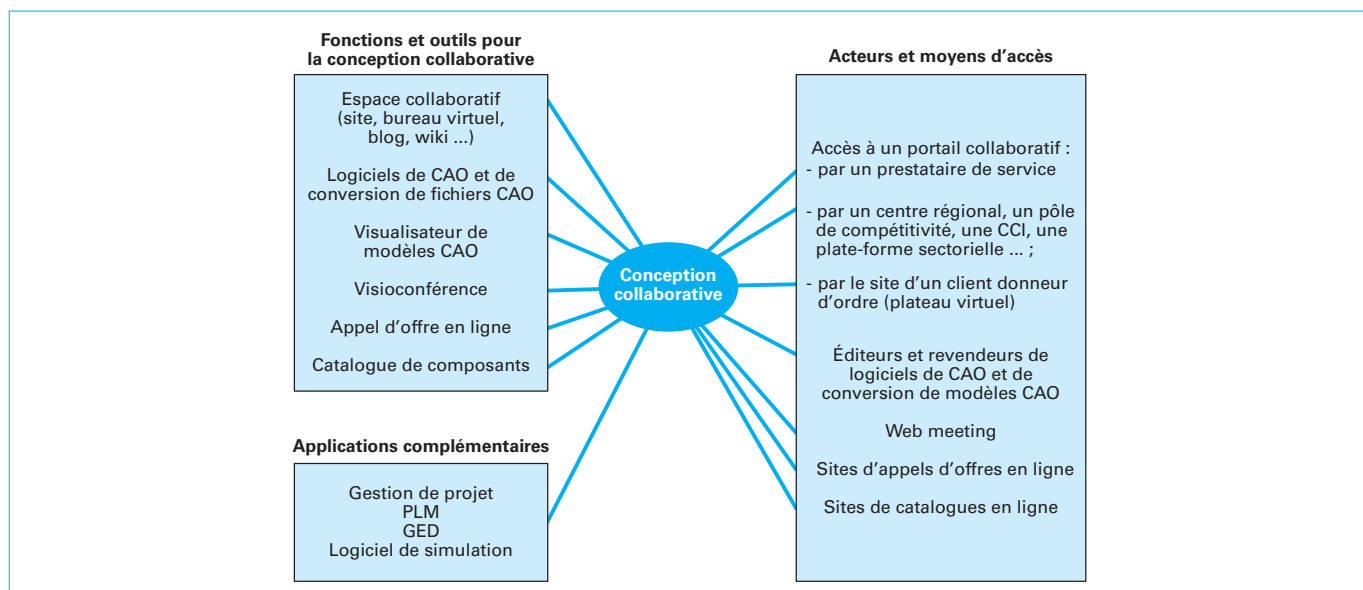 Fonctions et outils pour
la conception collaborative
Espace collaboratif
(site, bureau virtuel,
blog, wiki ...)
Logiciels de CAO et de
conversion de fichiers CAO
Visualisateur de
modèles CAO
Visioconférence
Appel d'offre en ligne
Catalogue de composants
Applications complémentaires
Gestion de projet
PLM
GED
Logiciel de simulation
Conception
collaborative
Acteurs et moyens d'accès
Accès à un portail collaboratif :
- par un prestataire de service
- par un centre régional, un pôle
de compétitivité, une CCI, une
plate-forme sectorielle ... ;
- par le site d'un client donneur
d'ordre (plateau virtuel)
Éditeurs et revendeurs de
logiciels de CAO et de
conversion de modèles CAO
Web meeting
Sites d'appels d'offres en ligne
Sites de catalogues en ligne